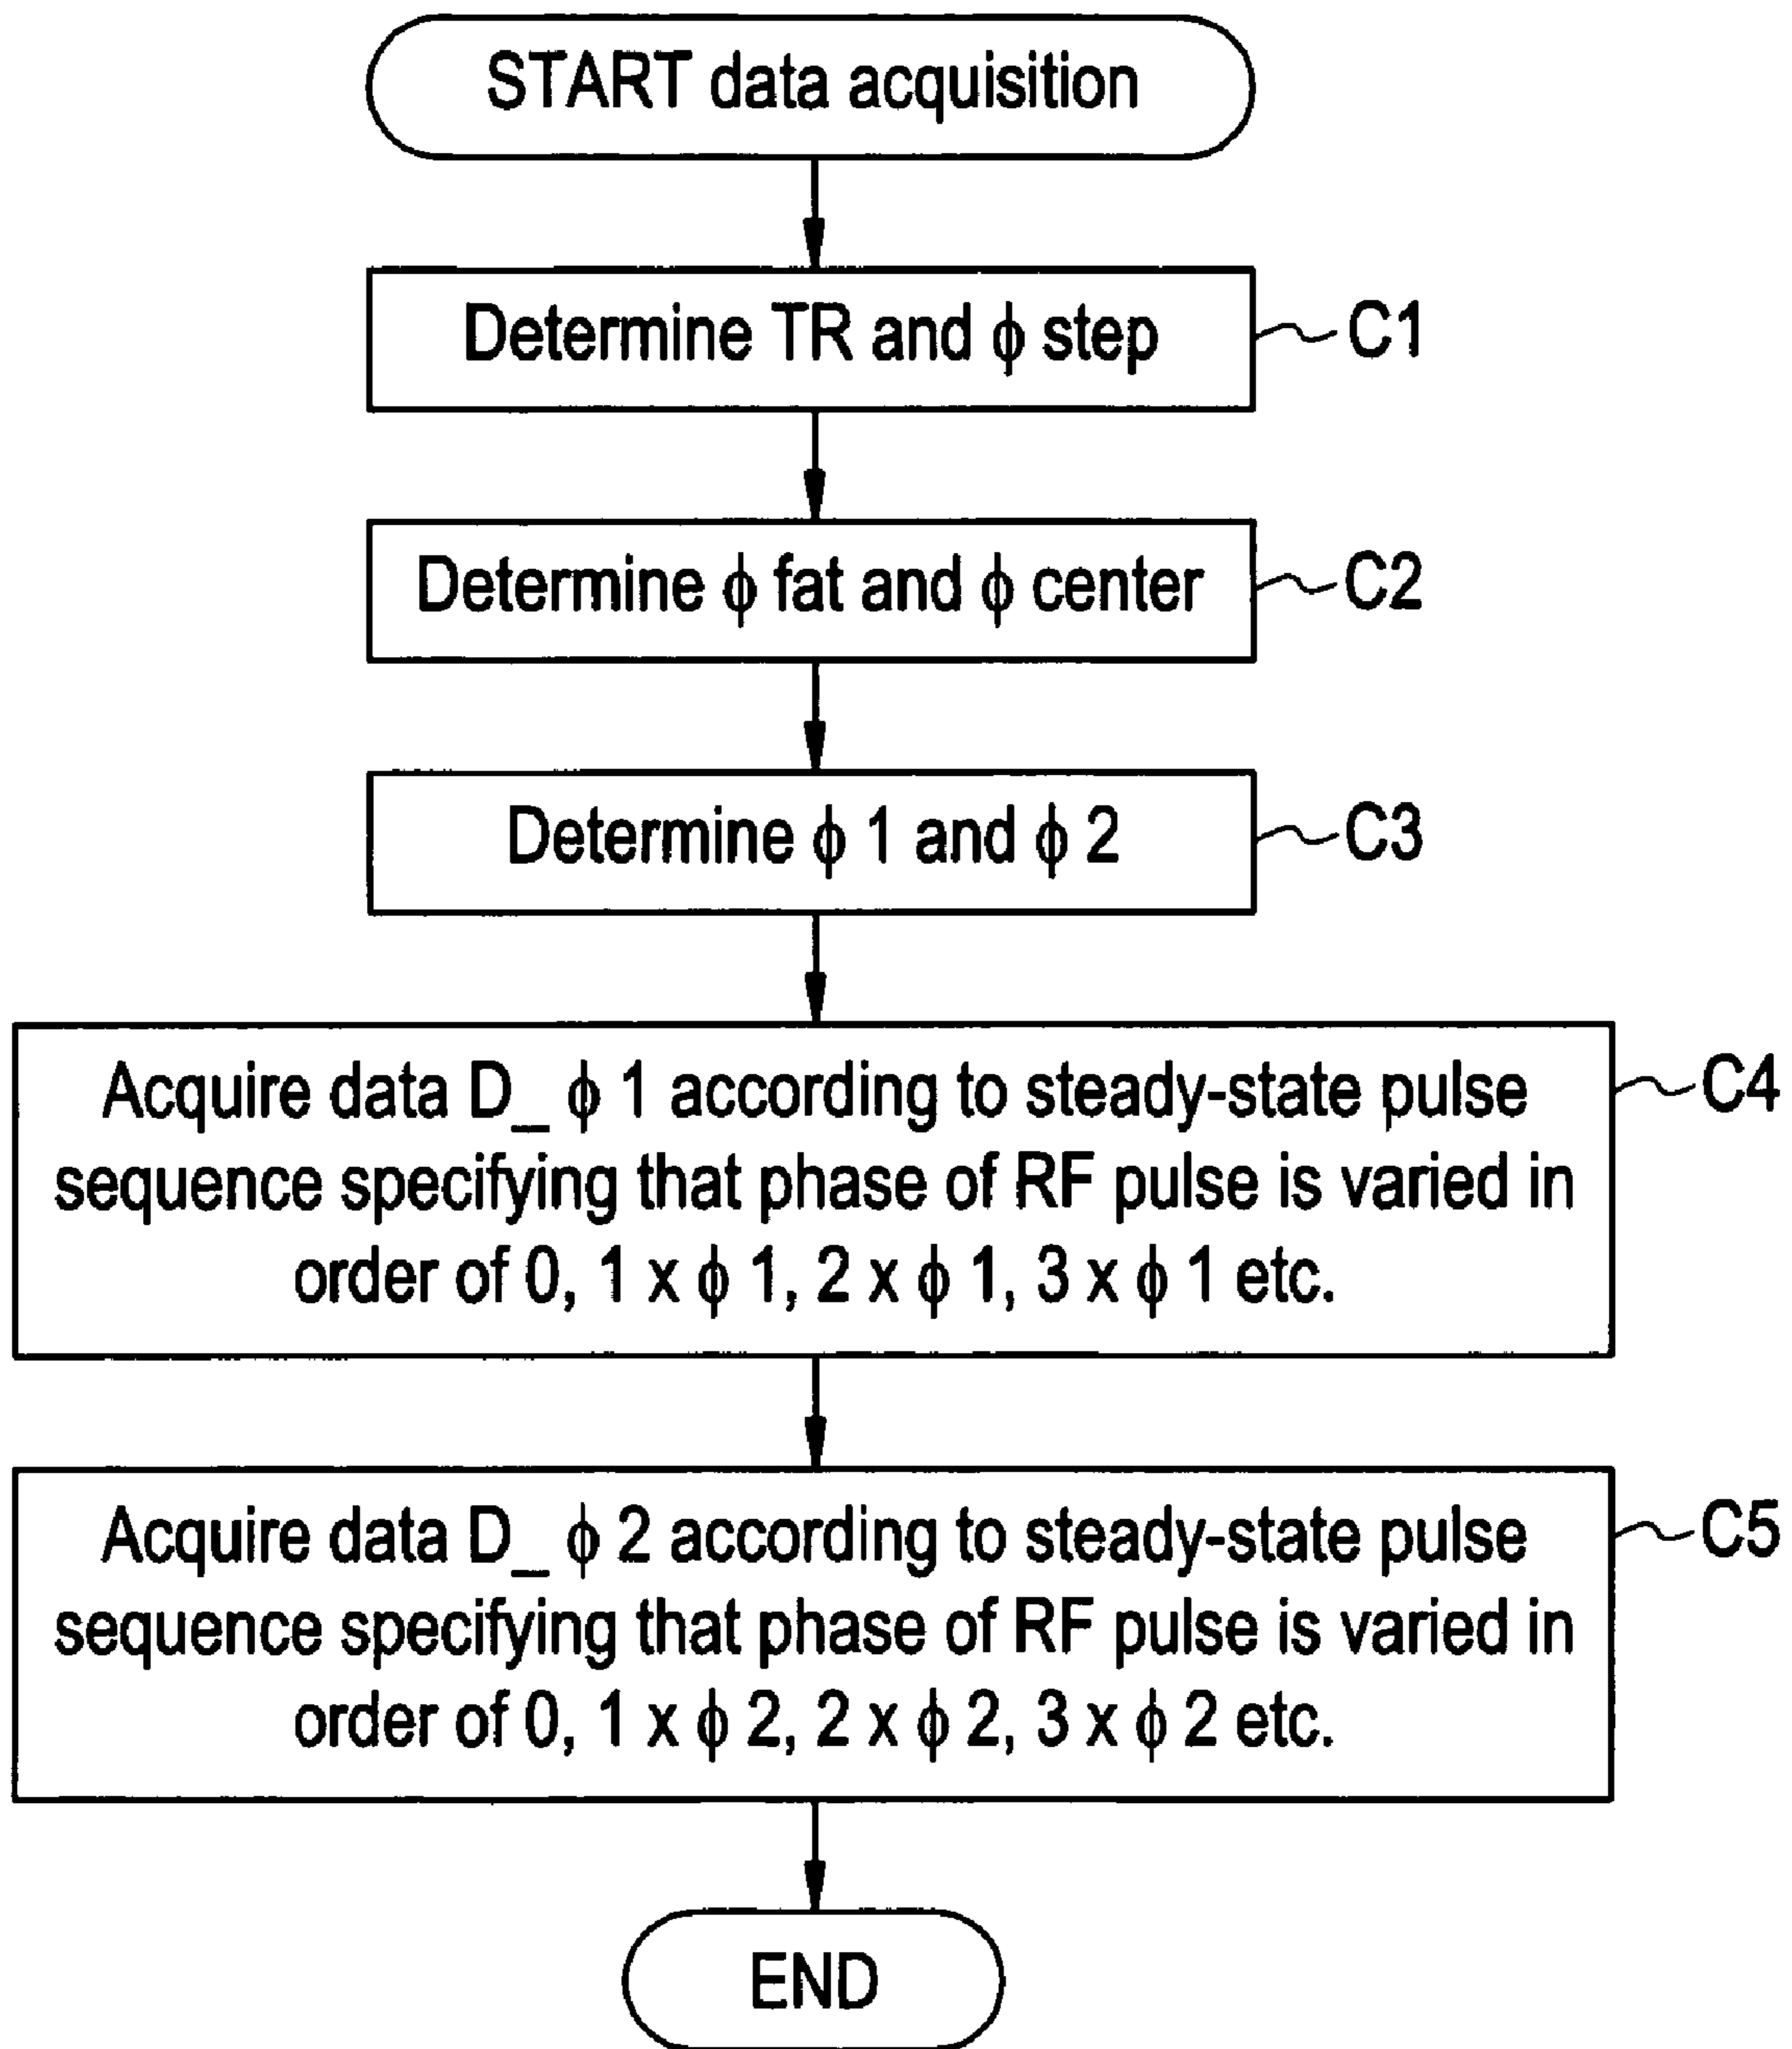 START data acquisition
Determine TR and ϕ step
C1
Determine ϕ fat and ϕ center
C2
Determine ϕ 1 and ϕ 2
C3
Acquire data D_ ϕ 1 according to steady-state pulse
sequence specifying that phase of RF pulse is varied in
order of 0, 1 x ϕ 1, 2 x ϕ 1, 3 x ϕ 1 etc.
C4
Acquire data D_ ϕ 2 according to steady-state pulse
sequence specifying that phase of RF pulse is varied in
order of 0, 1 x ϕ 2, 2 x ϕ 2, 3 x ϕ 2 etc.
C5
END